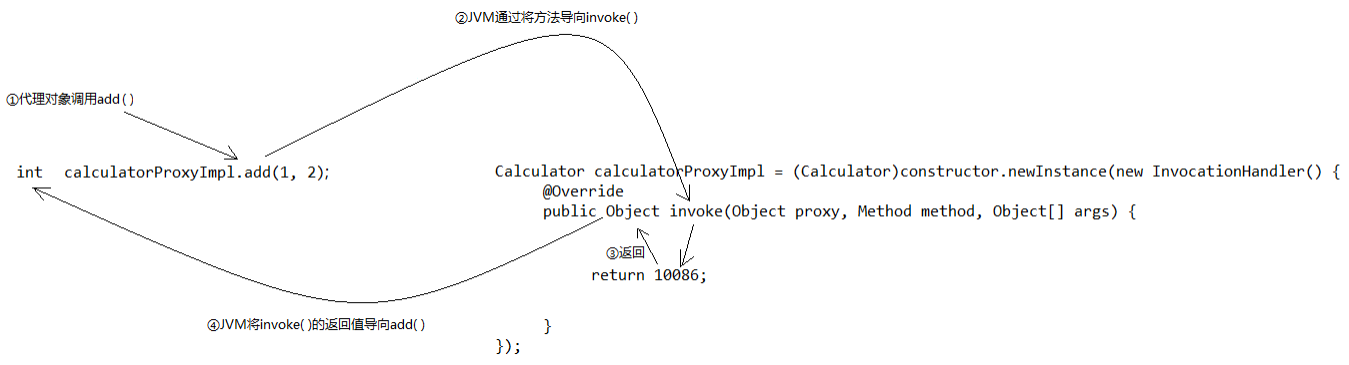 ②JVM通过将方法导向invoke( )
①代理对象调用add( )
int  calculatorProxyImpl.add(1, 2);
Calculator calculatorProxyImpl = (Calculator)constructor.newInstance(new InvocationHandler() {
@Override
public Object invoke(Object proxy, Method method, Object[] args) {
③返回
return 10086;
④JVM将invoke( )的返回值导向add( )
}
});